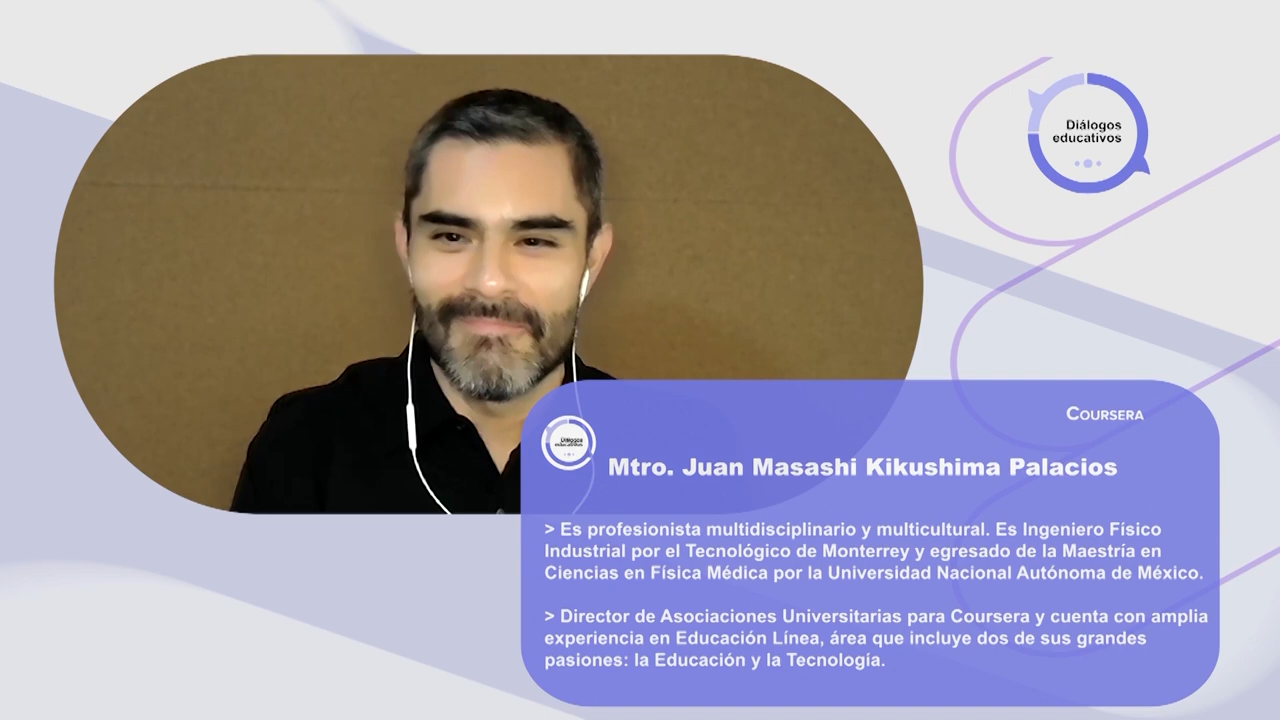 Diálogos
educativos
COURSERA
Diálogos
educativos
Mtro. Juan Masashi Kikushima Palacios
> Es profesionista multidisciplinario y multicultural. Es Ingeniero Físico
Industrial por el Tecnológico de Monterrey y egresado de la Maestría en
Ciencias en Física Médica por la Universidad Nacional Autónoma de México.
> Director de Asociaciones Universitarias para Coursera y cuenta con amplia
experiencia en Educación Línea, área que incluye dos de sus grandes
pasiones: la Educación y la Tecnología.